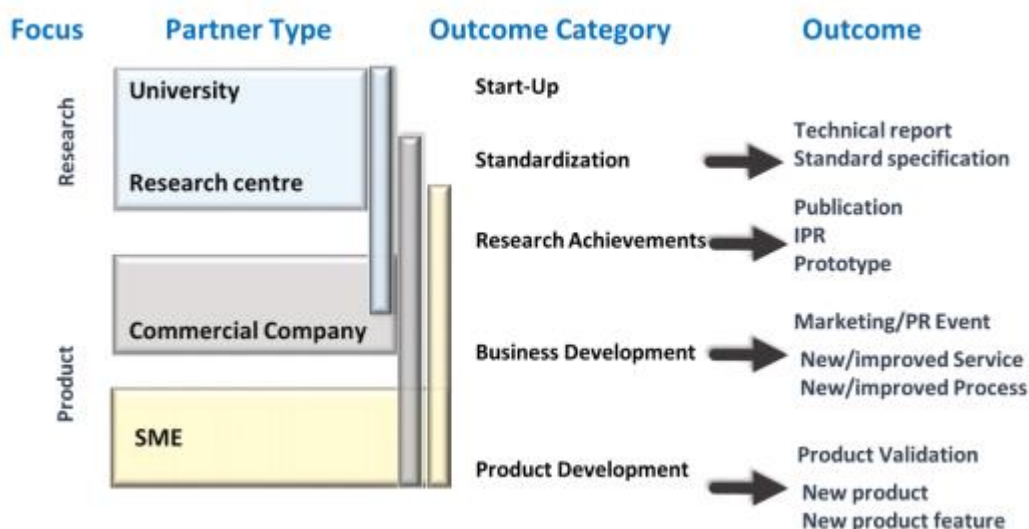 Focus
Partner Type
Outcome Category
Outcome
Research
University
Research centre
Product
Commercial Company
SME
Start-Up
Standardization
Technical report
Standard specification
Research Achievements
Publication
IPR
Prototype
Business Development
Marketing/PR Event
New/improved Service
New/improved Process
Product Development
Product Validation
New product
New product feature